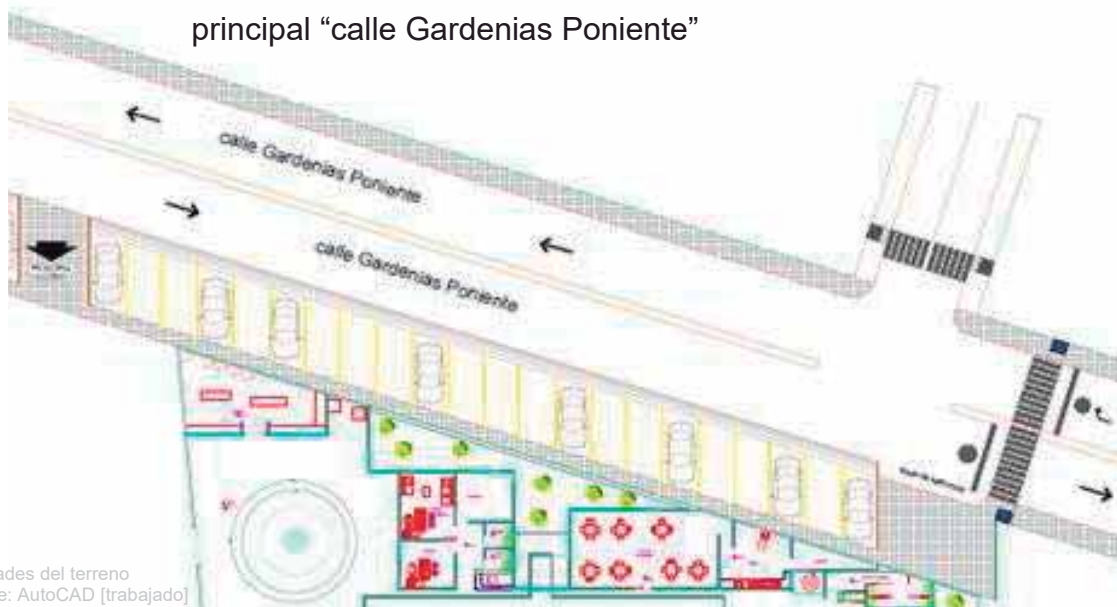 principal “calle Gardenias Poniente”
calle Gardenias Poniente
calle Gardenias Poniente
ades del terreno
e: AutoCAD [trabajado]